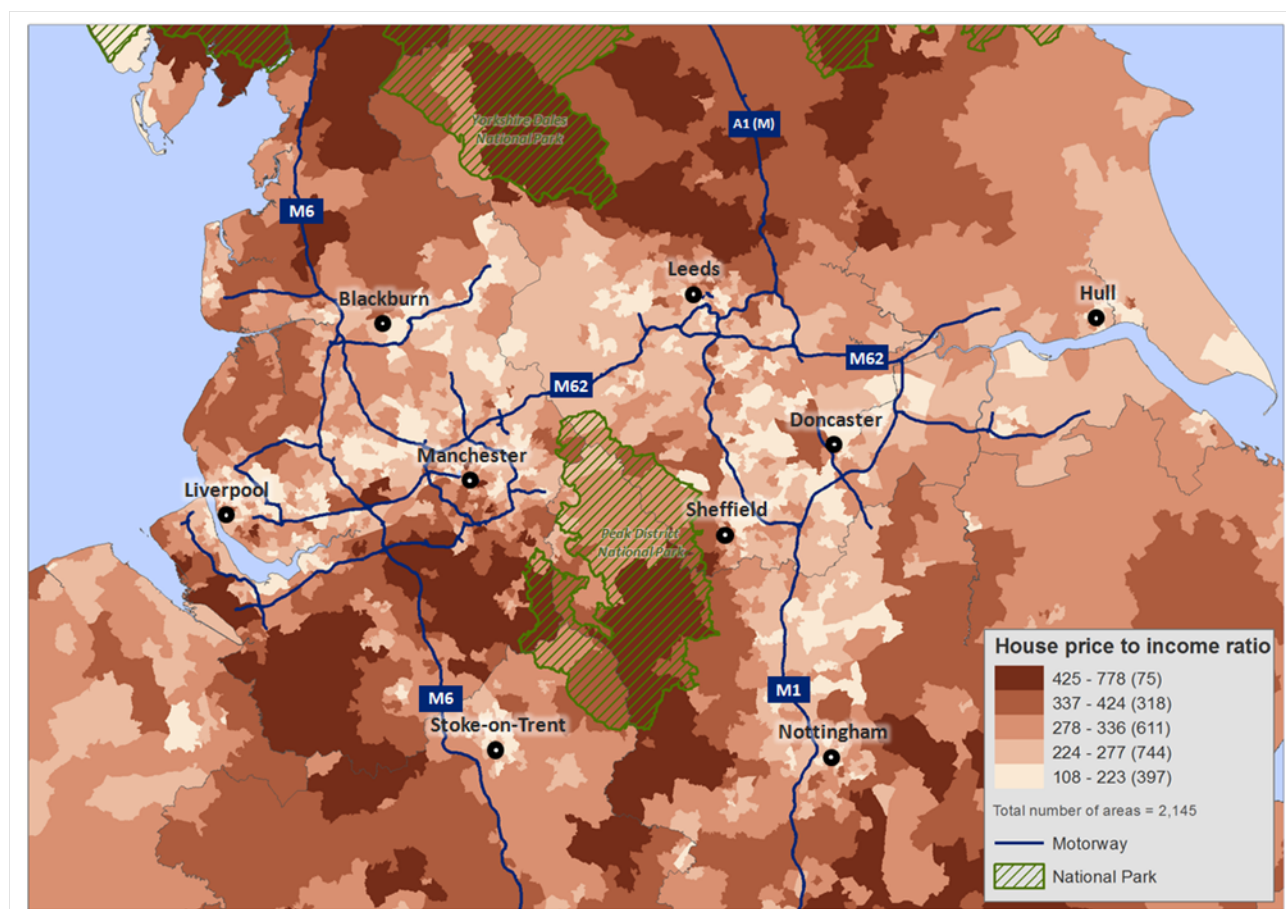 Yorkshire Dales
National Park
A1 (M)
M6
Leeds
Blackburn
Hull
M62
M62
Doncaster
Manchester
Liverpool
Sheffield
Peak District
National Park
M6
M1
Stoke-on-Trent
Nottingham
House price to income ratio
425 - 778 (75)
337 - 424 (318)
278 - 336 (611)
224 - 277 (744)
108 - 223 (397)
Total number of areas = 2,145
Motorway
National Park